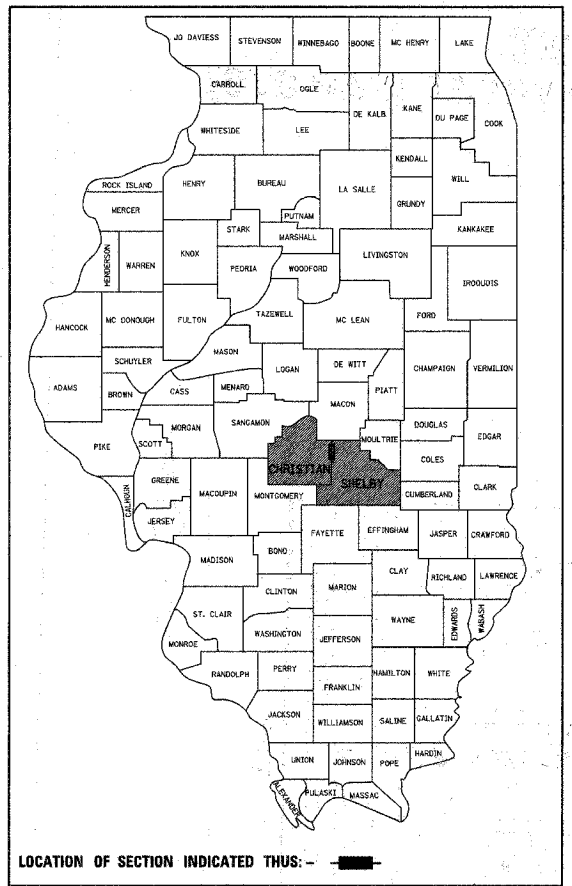 JO DAVIESS
STEVENSON
WINNEBAGO
BOONE
MC HENRY
LAKE
CARROLL
OGLE
DE KALB
KANE
DU PAGE
COOK
WHITESIDE
LEE
KENDALL
WILL
ROCK ISLAND
HENRY
BUREAU
LA SALLE
GRUNDY
MERCER
PUTNAM
KANKAKEE
STARK
MARSHALL
HENDERSON
WARREN
KNOX
PEORIA
WOODFORD
LIVINGSTON
IROQUOIS
FORD
HANCOCK
MC DONOUGH
FULTON
TAZEWELL
MC LEAN
MASON
SCHUYLER
LOGAN
DE WITT
CHAMPAIGN
VERMILION
ADAMS
BROWN
CASS
MENARD
PIATT
MACON
MORGAN
SANGAMON
DOUGLAS
PIKE
SCOTT
MOULTRIE
EDGAR
CHRISTIAN
COLES
SHELBY
CALHOUN
GREENE
MACOUPIN
MONTGOMERY
CUMBERLAND
CLARK
JERSEY
FAYETTE
EFFINGHAM
JASPER
CRAWFORD
MADISON
BOND
CLAY
RICHLAND
LAWRENCE
CLINTON
MARION
ST. CLAIR
WAYNE
EDWARDS
WABASH
WASHINGTON
JEFFERSON
MONROE
RANDOLPH
PERRY
HAMILTON
WHITE
FRANKLIN
JACKSON
WILLIAMSON
SALINE
GALLATIN
HARDIN
UNION
JOHNSON
POPE
ALEXANDER
PULASKI
MASSAC
LOCATION OF SECTION INDICATED THUS: -